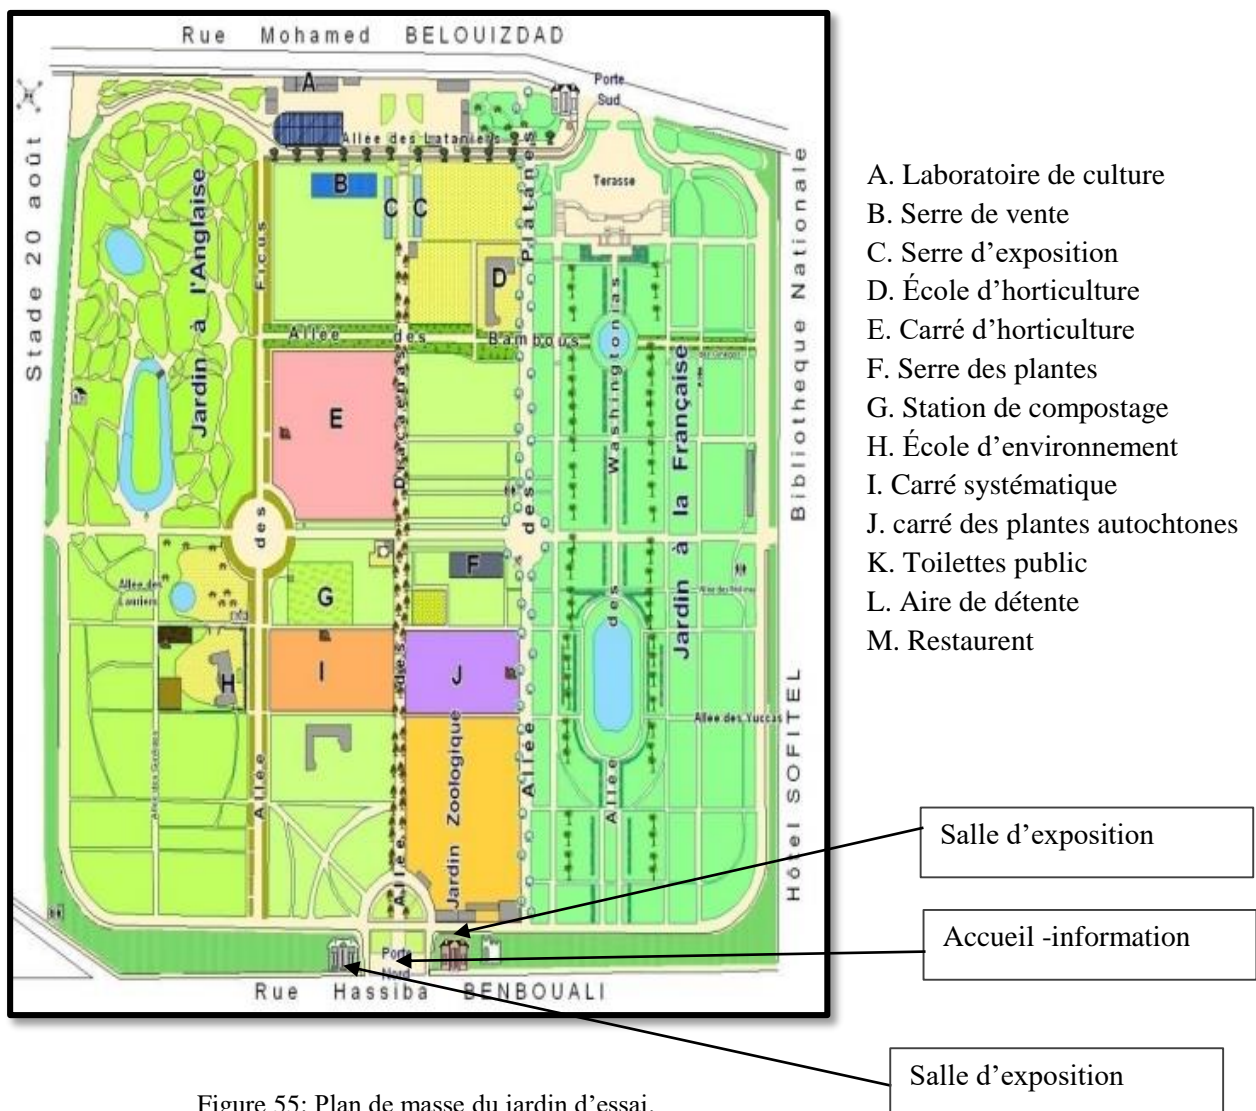 Rue Mohamed BELOUIZDAD
A
Porte
Sud
Allée des Lataniers
Stade 20 août
Jardin à l'Anglaise
Ficus
B
C
C
Platanes
Terasse
Bibliotheque Nationale
D
Allée des Bambous
Washingtonias
E
Dracaenas
Jardin à la Française
des
des
F
G
Allée des
Lauriers
des
des
H
I
J
Allée des Yuccas
Allée
Allée
Allée
Allée des
Jardin Zoologique
Hôtel SOFITEL
Porte
Nord
Rue Hassiba BENBOUALI
A. Laboratoire de culture
B. Serre de vente
C. Serre d’exposition
D. École d’horticulture
E. Carré d’horticulture
F. Serre des plantes
G. Station de compostage
H. École d’environnement
I. Carré systématique
J. carré des plantes autochtones
K. Toilettes public
L. Aire de détente
M. Restaurent
Salle d’exposition
Accueil -information
Salle d’exposition
Figure 55: Plan de masse du jardin d’essai.